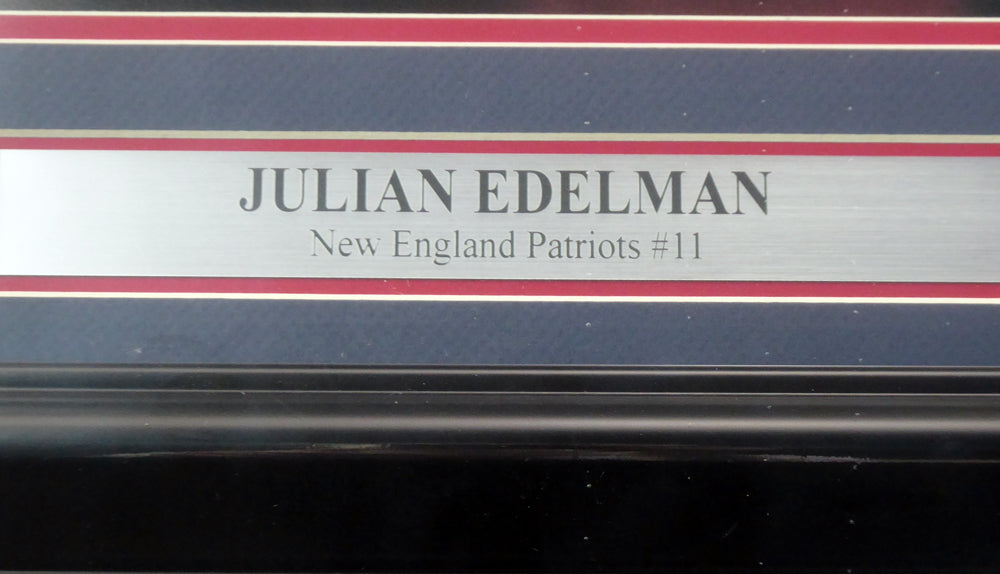 JULIAN EDELMAN
New England Patriots #11